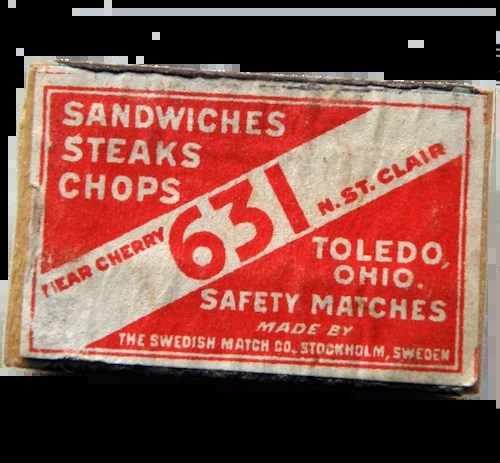 SANDWICHES
STEAKS
CHOPS
NEAR CHERRY 631 N. ST. CLAIR
TOLEDO,
OHIO.
SAFETY MATCHES
MADE BY
THE SWEDISH MATCH CO., STOCKHOLM, SWEDEN